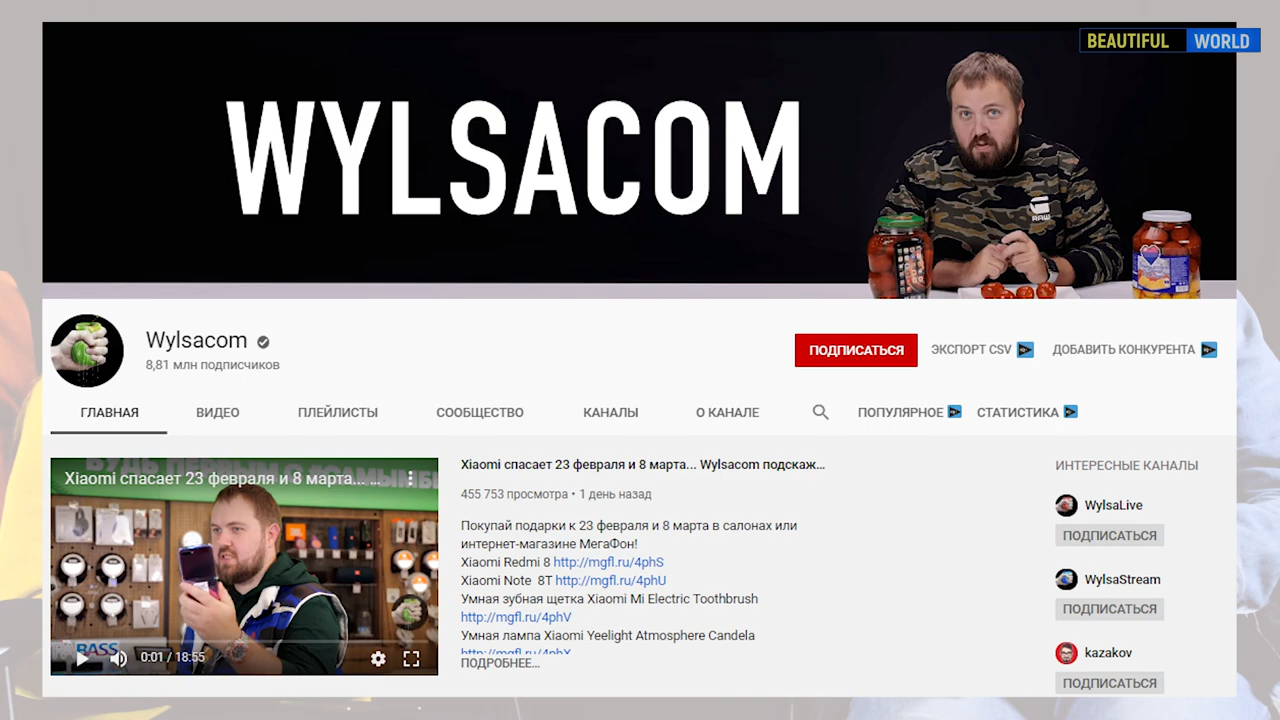 BEAUTIFUL WORLD
WYLSACOM
RAW
Wylsacom
8,81 млн подписчиков
ПОДПИСАТЬСЯ
ЭКСПОРТ CSV
ДОБАВИТЬ КОНКУРЕНТА
ГЛАВНАЯ
ВИДЕО
ПЛЕЙЛИСТЫ
СООБЩЕСТВО
КАНАЛЫ
О КАНАЛЕ
ПОПУЛЯРНОЕ
СТАТИСТИКА
Xiaomi спасает 23 февраля и 8 марта... ...
BASS
0:01 / 18:55
Xiaomi спасает 23 февраля и 8 марта... Wylsacom подскаж...
455 753 просмотра • 1 день назад
Покупай подарки к 23 февраля и 8 марта в салонах или
интернет-магазине МегаФон!
Xiaomi Redmi 8 http://mgfl.ru/4phS
Xiaomi Note 8T http://mgfl.ru/4phU
Умная зубная щетка Xiaomi Mi Electric Toothbrush
http://mgfl.ru/4phV
Умная лампа Xiaomi Yeelight Atmosphere Candela
http://mgfl.ru/4phX
ПОДРОБНЕЕ...
ИНТЕРЕСНЫЕ КАНАЛЫ
WylsaLive
ПОДПИСАТЬСЯ
WylsaStream
ПОДПИСАТЬСЯ
kazakov
ПОДПИСАТЬСЯ